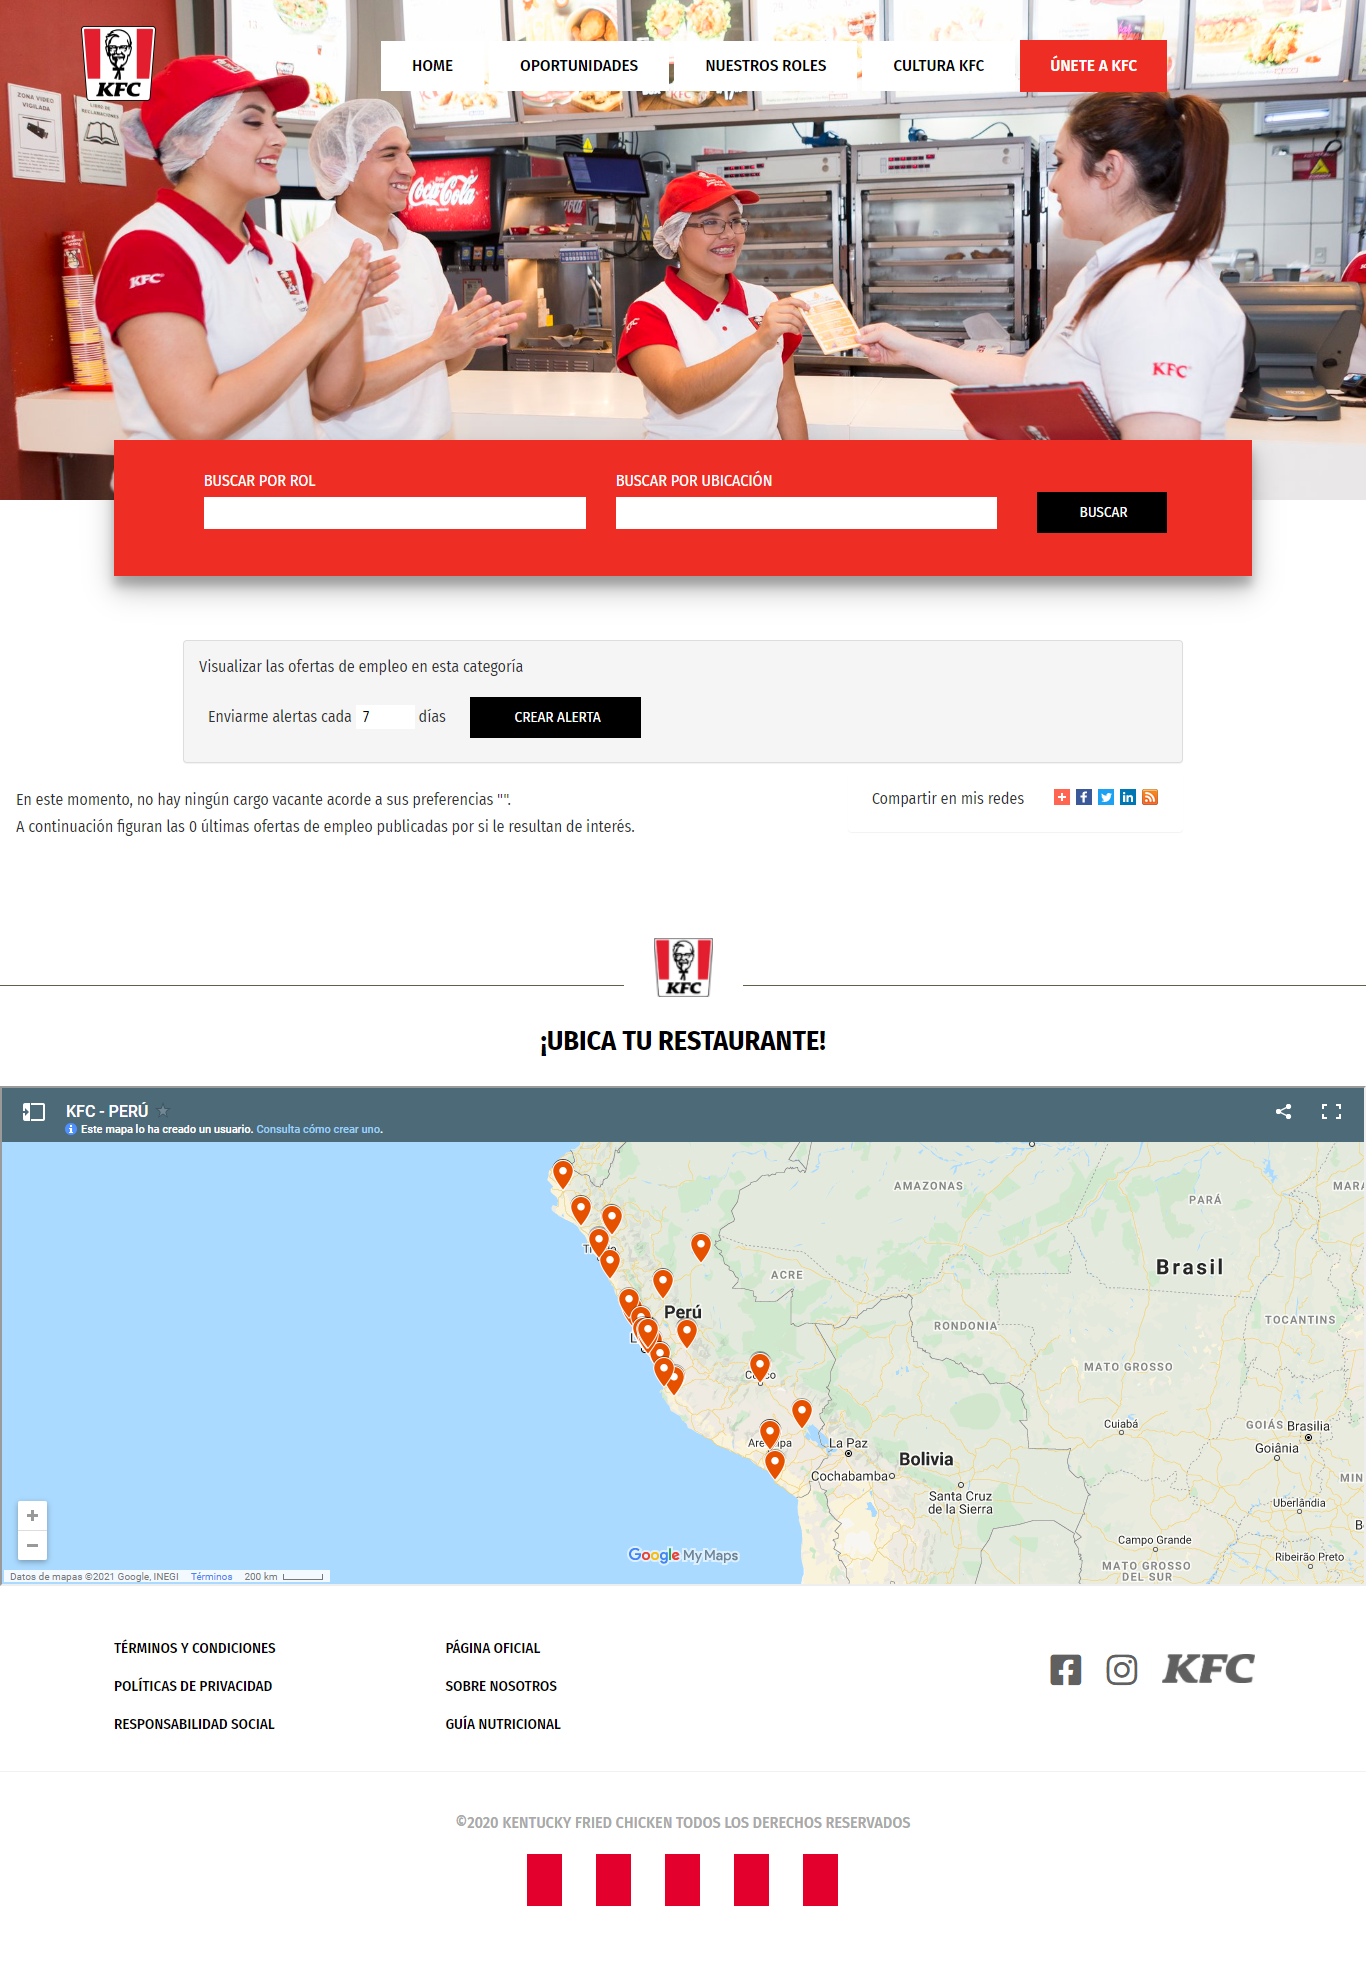 KFC
HOME
OPORTUNIDADES
NUESTROS ROLES
CULTURA KFC
ÚNETE A KFC
ZONA VIDEO
VIGILADA
LIBRO DE
RECLAMACIONES
Coca-Cola
KFC
KFC
BUSCAR POR ROL
BUSCAR POR UBICACIÓN
BUSCAR
Visualizar las ofertas de empleo en esta categoría
Enviarme alertas cada 7 días
CREAR ALERTA
En este momento, no hay ningún cargo vacante acorde a sus preferencias "".
A continuación figuran las 0 últimas ofertas de empleo publicadas por si le resultan de interés.
Compartir en mis redes
KFC
¡UBICA TU RESTAURANTE!
KFC - PERÚ
Este mapa lo ha creado un usuario. Consulta cómo crear uno.
AMAZONAS
PARÁ
MARA
Brasil
ACRE
Perú
RONDONIA
TOCANTINS
MATO GROSSO
Cuiabá
GOIÁS
Brasilia
Goiânia
La Paz
Bolivia
Cochabamba
MIN
Santa Cruz
de la Sierra
Uberlândia
B
Campo Grande
Ribeirão Preto
MATO GROSSO
DEL SUR
Google My Maps
Datos de mapas ©2021 Google, INEGI
Términos
200 km
TÉRMINOS Y CONDICIONES
POLÍTICAS DE PRIVACIDAD
RESPONSABILIDAD SOCIAL
PÁGINA OFICIAL
SOBRE NOSOTROS
GUÍA NUTRICIONAL
KFC
©2020 KENTUCKY FRIED CHICKEN TODOS LOS DERECHOS RESERVADOS